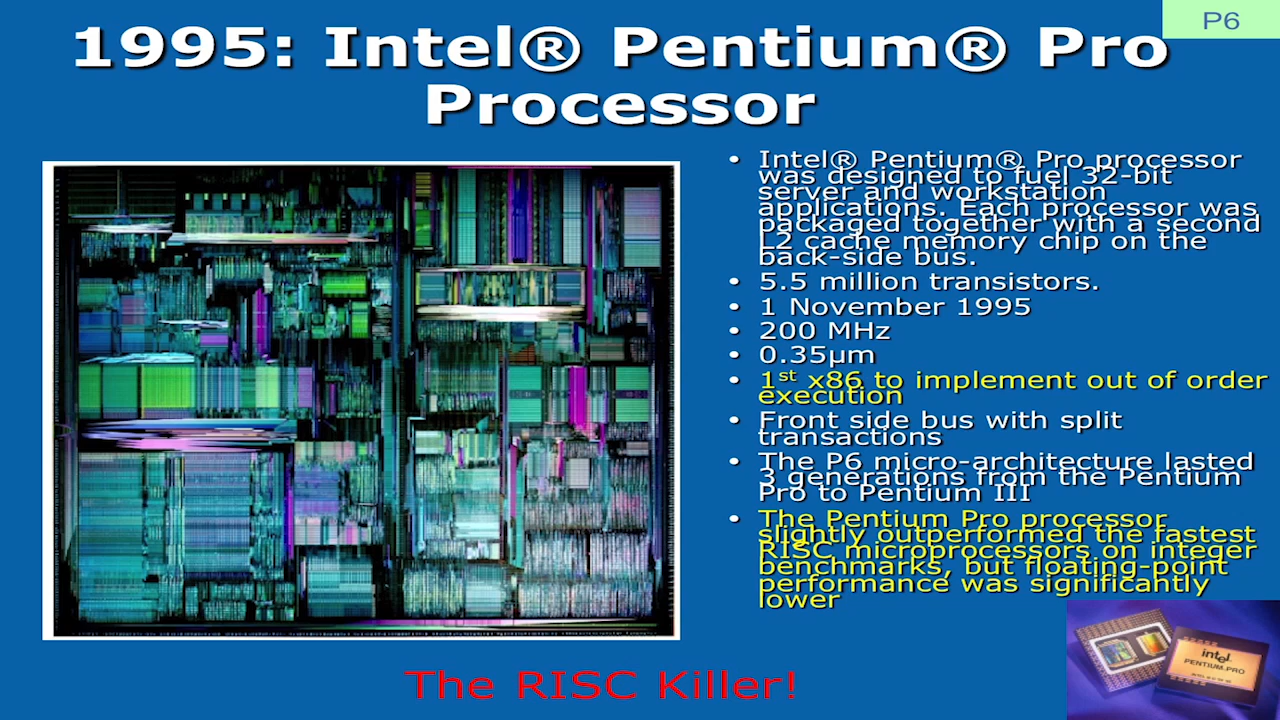 P6
1995: Intel® Pentium® Pro
Processor
• Intel® Pentium® Pro processor
was designed to fuel 32-bit
server and workstation
applications. Each processor was
packaged together with a second
L2 cache memory chip on the
back-side bus.
• 5.5 million transistors.
• 1 November 1995
• 200 MHz
• 0.35µm
• 1st x86 to implement out of order
execution
• Front side bus with split
transactions
• The P6 micro-architecture lasted
3 generations from the Pentium
Pro to Pentium III
• The Pentium Pro processor
slightly outperformed the fastest
RISC microprocessors on integer
benchmarks, but floating-point
performance was significantly
lower
intel
PENTIUM·PRO
The RISC Killer!